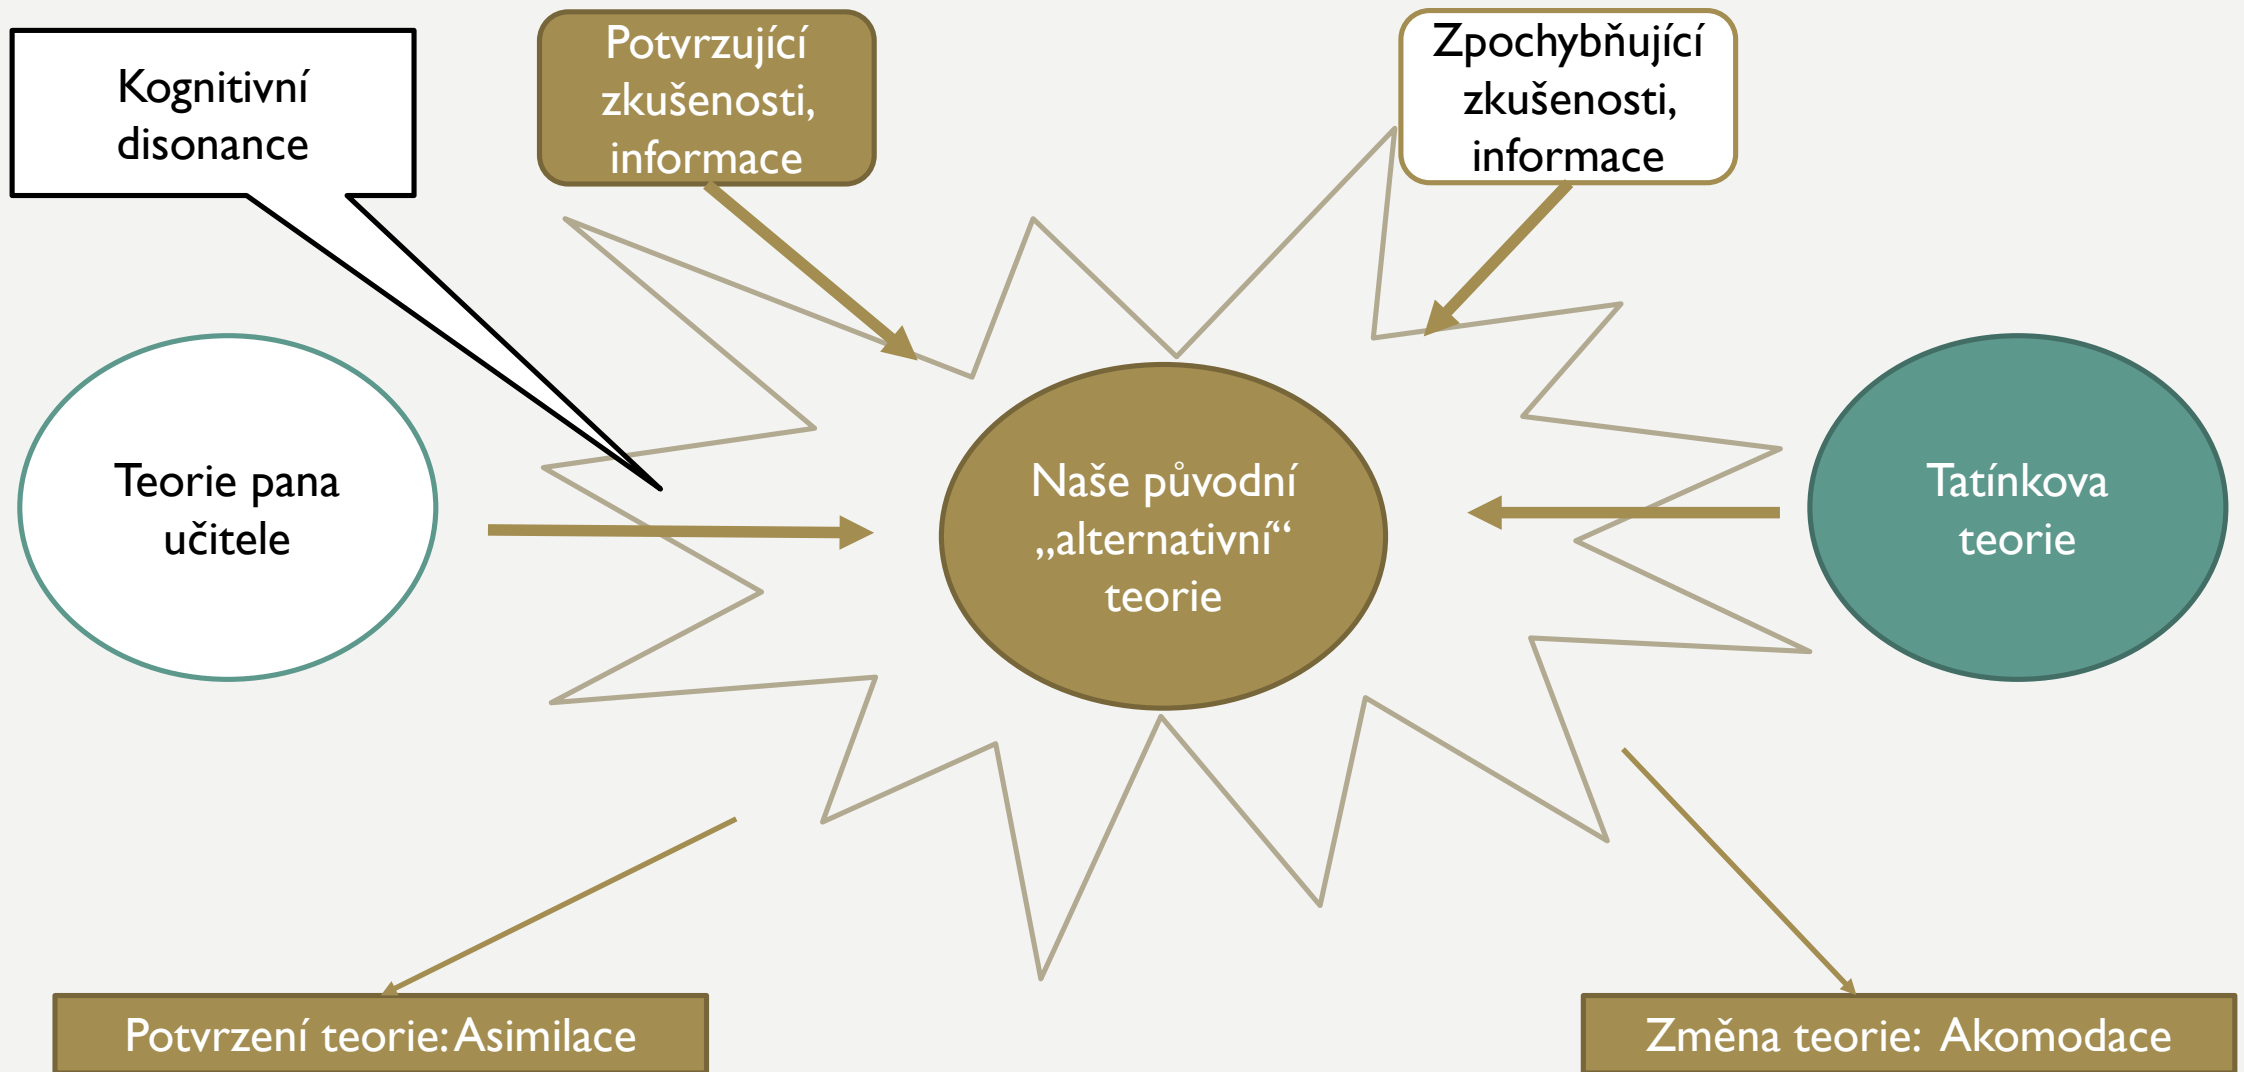 Kognitivní
disonance
Potvrzující
zkušenosti,
informace
Zpochybňující
zkušenosti,
informace
Teorie pana
učitele
Naše původní
„alternativní“
teorie
Tatínkova
teorie
Potvrzení teorie: Asimilace
Změna teorie: Akomodace